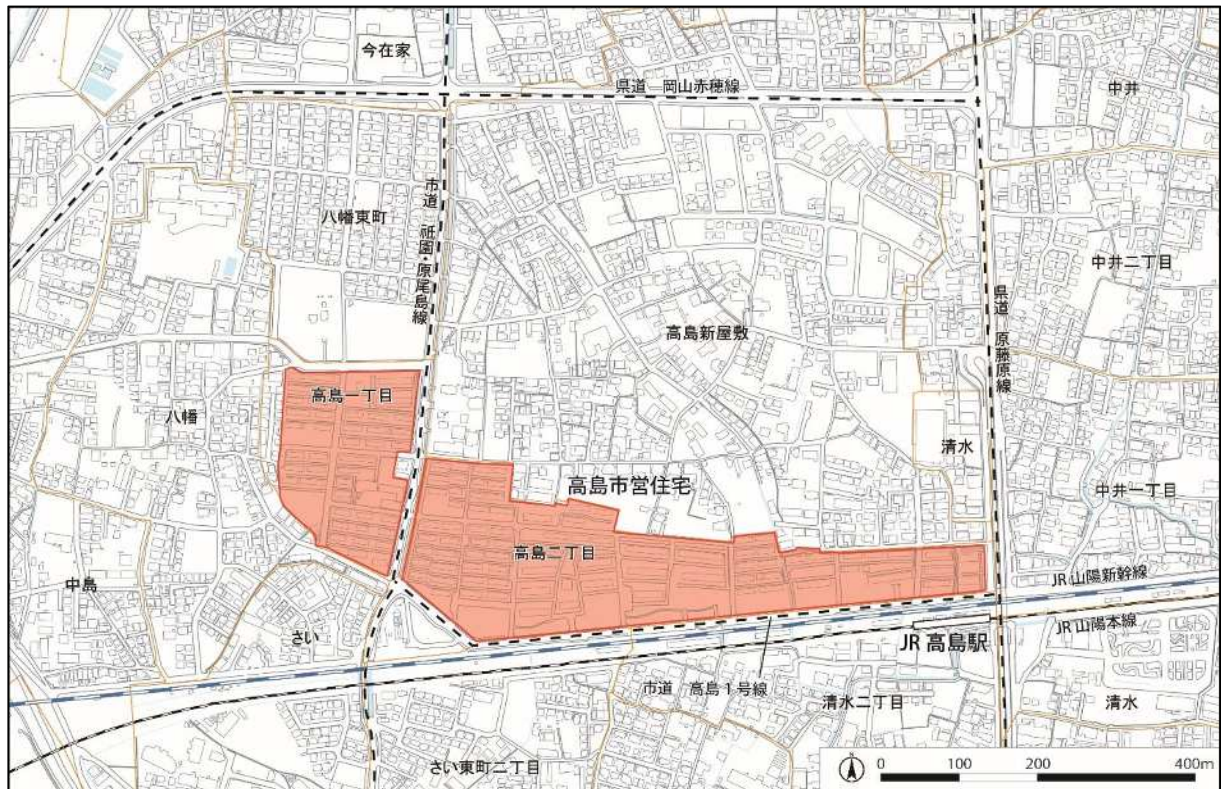 今在家
県道 岡山赤穂線
中井
八幡東町
市道 祇園・原尾島線
中井二丁目
県道 原藤原線
高島新屋敷
高島一丁目
八幡
清水
高島市営住宅
中井一丁目
高島二丁目
中島
さい
JR山陽新幹線
JR山陽本線
JR高島駅
市道 高島1号線
清水二丁目
清水
さい東町二丁目
N
0 100 200 400m